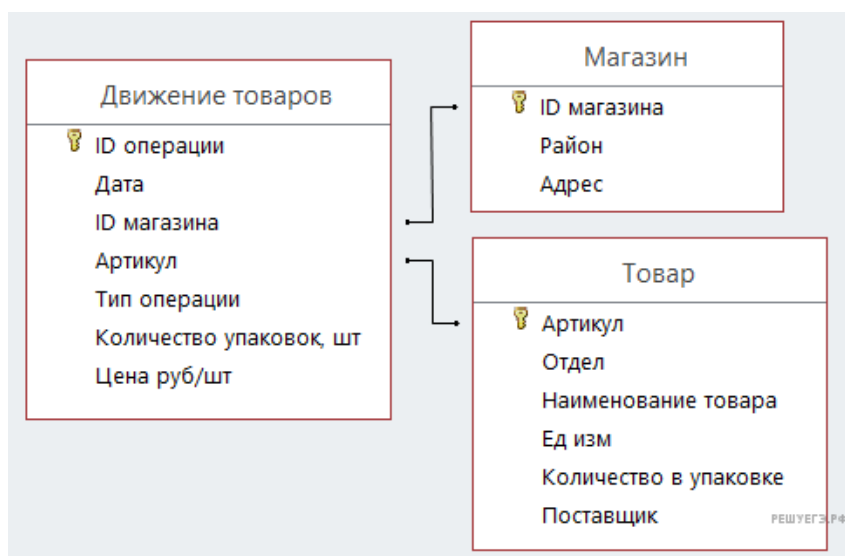 Движение товаров
ID операции
Дата
ID магазина
Артикул
Тип операции
Количество упаковок, шт
Цена руб/шт
Магазин
ID магазина
Район
Адрес
Товар
Артикул
Отдел
Наименование товара
Ед изм
Количество в упаковке
Поставщик
РЕШУЕГЭ.РФ